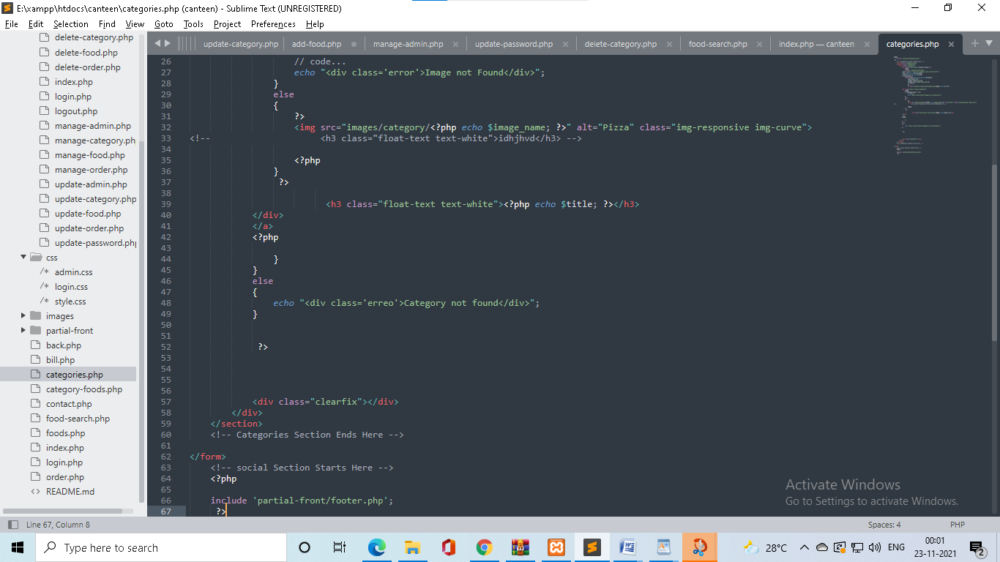 E:\xampp\htdocs\canteen\categories.php (canteen) - Sublime Text (UNREGISTERED)
File Edit Selection Find View Goto Tools Project Preferences Help
delete-category.php
delete-food.php
delete-order.php
index.php
login.php
logout.php
manage-admin.php
manage-category.ph
manage-food.php
manage-order.php
update-admin.php
update-category.php
update-food.php
update-order.php
update-password.php
css
/* admin.css
/* login.css
/* style.css
images
partial-front
back.php
bill.php
categories.php
category-foods.php
contact.php
food-search.php
foods.php
index.php
login.php
order.php
<> README.md
update-category.php add-food.php manage-admin.php update-password.php delete-category.php food-search.php index.php — canteen categories.php
26 // code...
27 echo "<div class='error'>Image not Found</div>";
28 }
29 else
30 {
31 ?>
32 <img src="images/category/<?php echo $image_name; ?>" alt="Pizza" class="img-responsive img-curve">
33 <!-- <h3 class="float-text text-white">idhjhvd</h3> -->
34
35 <?php
36 }
37 ?>
38
39 <h3 class="float-text text-white"><?php echo $title; ?></h3>
40 </div>
41 </a>
42 <?php
43
44 }
45 }
46 else
47 {
48 echo "<div class='erreo'>Category not found</div>";
49 }
50
51
52 ?>
53
54
55
56
57 <div class="clearfix"></div>
58 </div>
59 </section>
60 <!-- Categories Section Ends Here -->
61
62 </form>
63 <!-- social Section Starts Here -->
64 <?php
65
66 include 'partial-front/footer.php';
67 ?>
Activate Windows
Go to Settings to activate Windows.
Line 67, Column 8 Spaces: 4 PHP
Type here to search
28°C ENG 00:01
23-11-2021
2